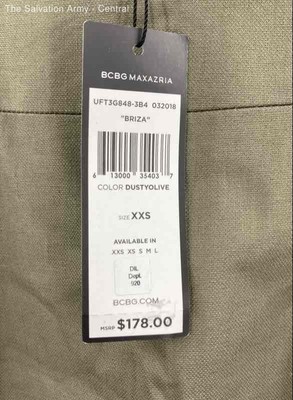 The Salvation Army - Central
BCBG MAXAZRIA
UFT3G848-3B4 032018
"BRIZA"
6 13000 35403 7
COLOR DUSTYOLIVE
SIZE XXS
AVAILABLE IN
XXS XS S M L
DIL
Dept.
920
BCBG.COM
MSRP $178.00